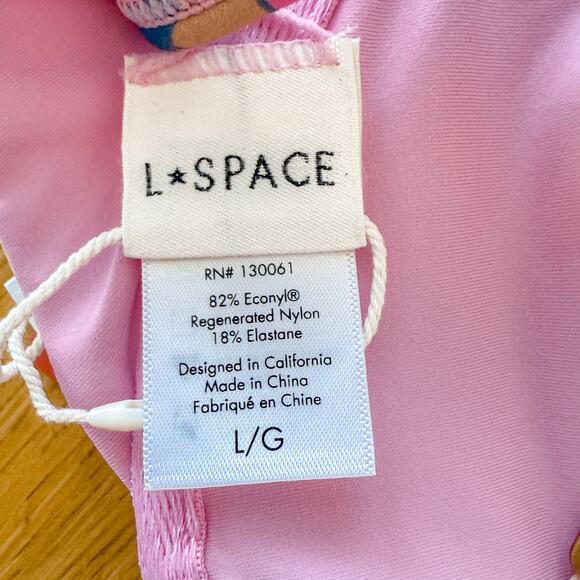 L★SPACE
RN# 130061
82% Econyl®
Regenerated Nylon
18% Elastane
Designed in California
Made in China
Fabriqué en Chine
L/G